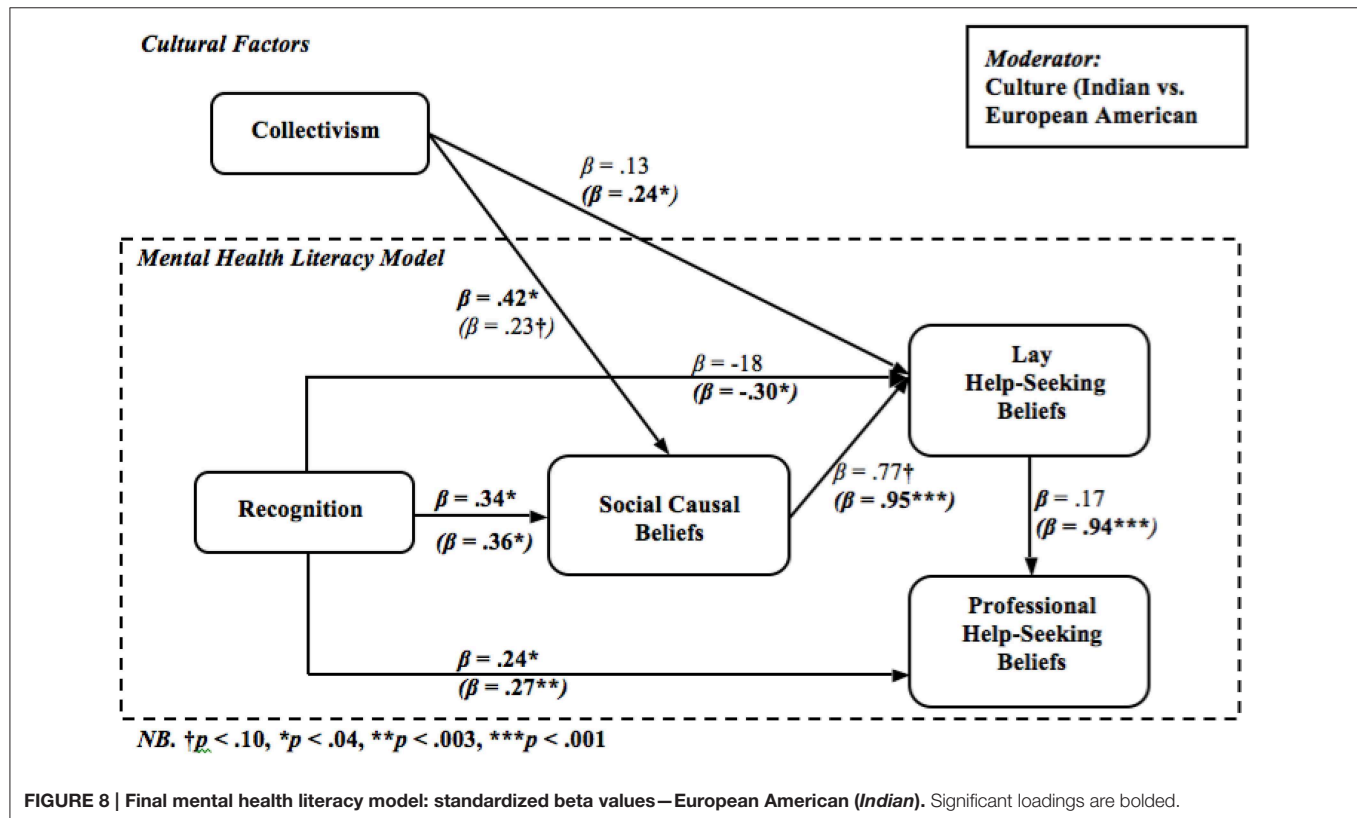 Cultural Factors
Moderator:
Culture (Indian vs.
European American
Collectivism
β = .13
(β = .24*)
Mental Health Literacy Model
β = .42*
(β = .23†)
Lay
Help-Seeking
Beliefs
β = -18
(β = -.30*)
β = .77†
(β = .95***)
Recognition
β = .34*
(β = .36*)
Social Causal
Beliefs
β = .17
(β = .94***)
Professional
Help-Seeking
Beliefs
β = .24*
(β = .27**)
NB. †p < .10, *p < .04, **p < .003, ***p < .001
FIGURE 8 | Final mental health literacy model: standardized beta values—European American (Indian). Significant loadings are bolded.